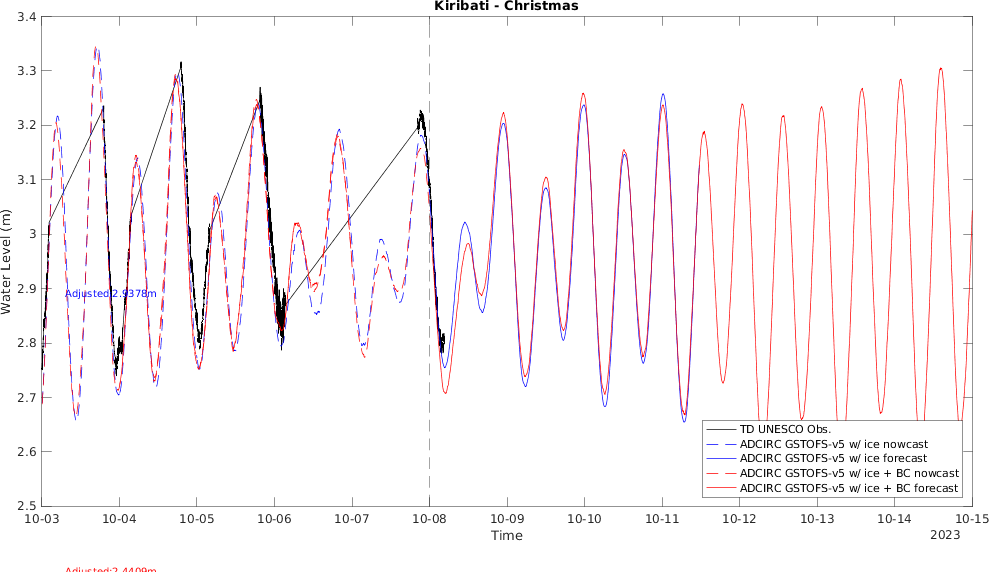 Kiribati - Christmas
3.4
3.3
3.2
3.1
3
2.9
2.8
2.7
2.6
2.5
Water Level (m)
Adjusted:2.9378m
TD UNESCO Obs.
ADCIRC GSTOFS-v5 w/ ice nowcast
ADCIRC GSTOFS-v5 w/ ice forecast
ADCIRC GSTOFS-v5 w/ ice + BC nowcast
ADCIRC GSTOFS-v5 w/ ice + BC forecast
10-03 10-04 10-05 10-06 10-07 10-08 10-09 10-10 10-11 10-12 10-13 10-14 10-15
Time
2023
Adjusted:2.4409m